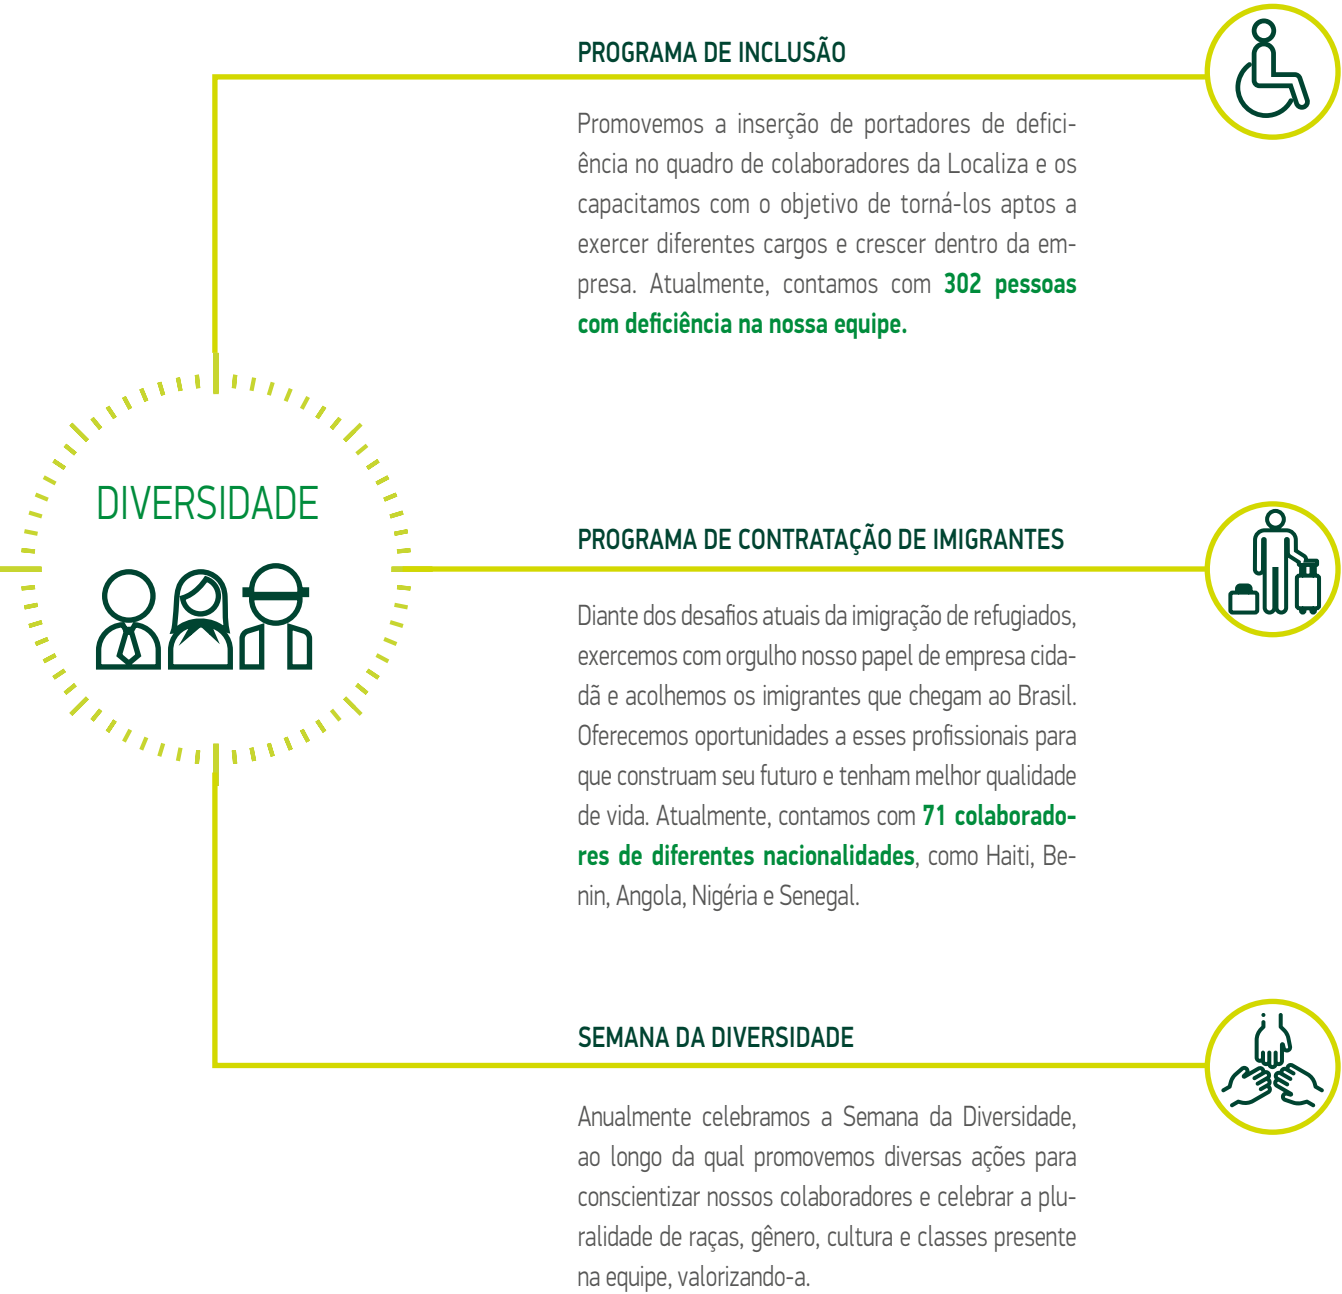 PROGRAMA DE INCLUSÃO
Promovemos a inserção de portadores de defici-
ência no quadro de colaboradores da Localiza e os
capacitamos com o objetivo de torná-los aptos a
exercer diferentes cargos e crescer dentro da em-
presa. Atualmente, contamos com 302 pessoas
com deficiência na nossa equipe.
DIVERSIDADE
PROGRAMA DE CONTRATAÇÃO DE IMIGRANTES
Diante dos desafios atuais da imigração de refugiados,
exercemos com orgulho nosso papel de empresa cida-
dã e acolhemos os imigrantes que chegam ao Brasil.
Oferecemos oportunidades a esses profissionais para
que construam seu futuro e tenham melhor qualidade
de vida. Atualmente, contamos com 71 colaborado-
res de diferentes nacionalidades, como Haiti, Be-
nin, Angola, Nigéria e Senegal.
SEMANA DA DIVERSIDADE
Anualmente celebramos a Semana da Diversidade,
ao longo da qual promovemos diversas ações para
conscientizar nossos colaboradores e celebrar a plu-
ralidade de raças, gênero, cultura e classes presente
na equipe, valorizando-a.